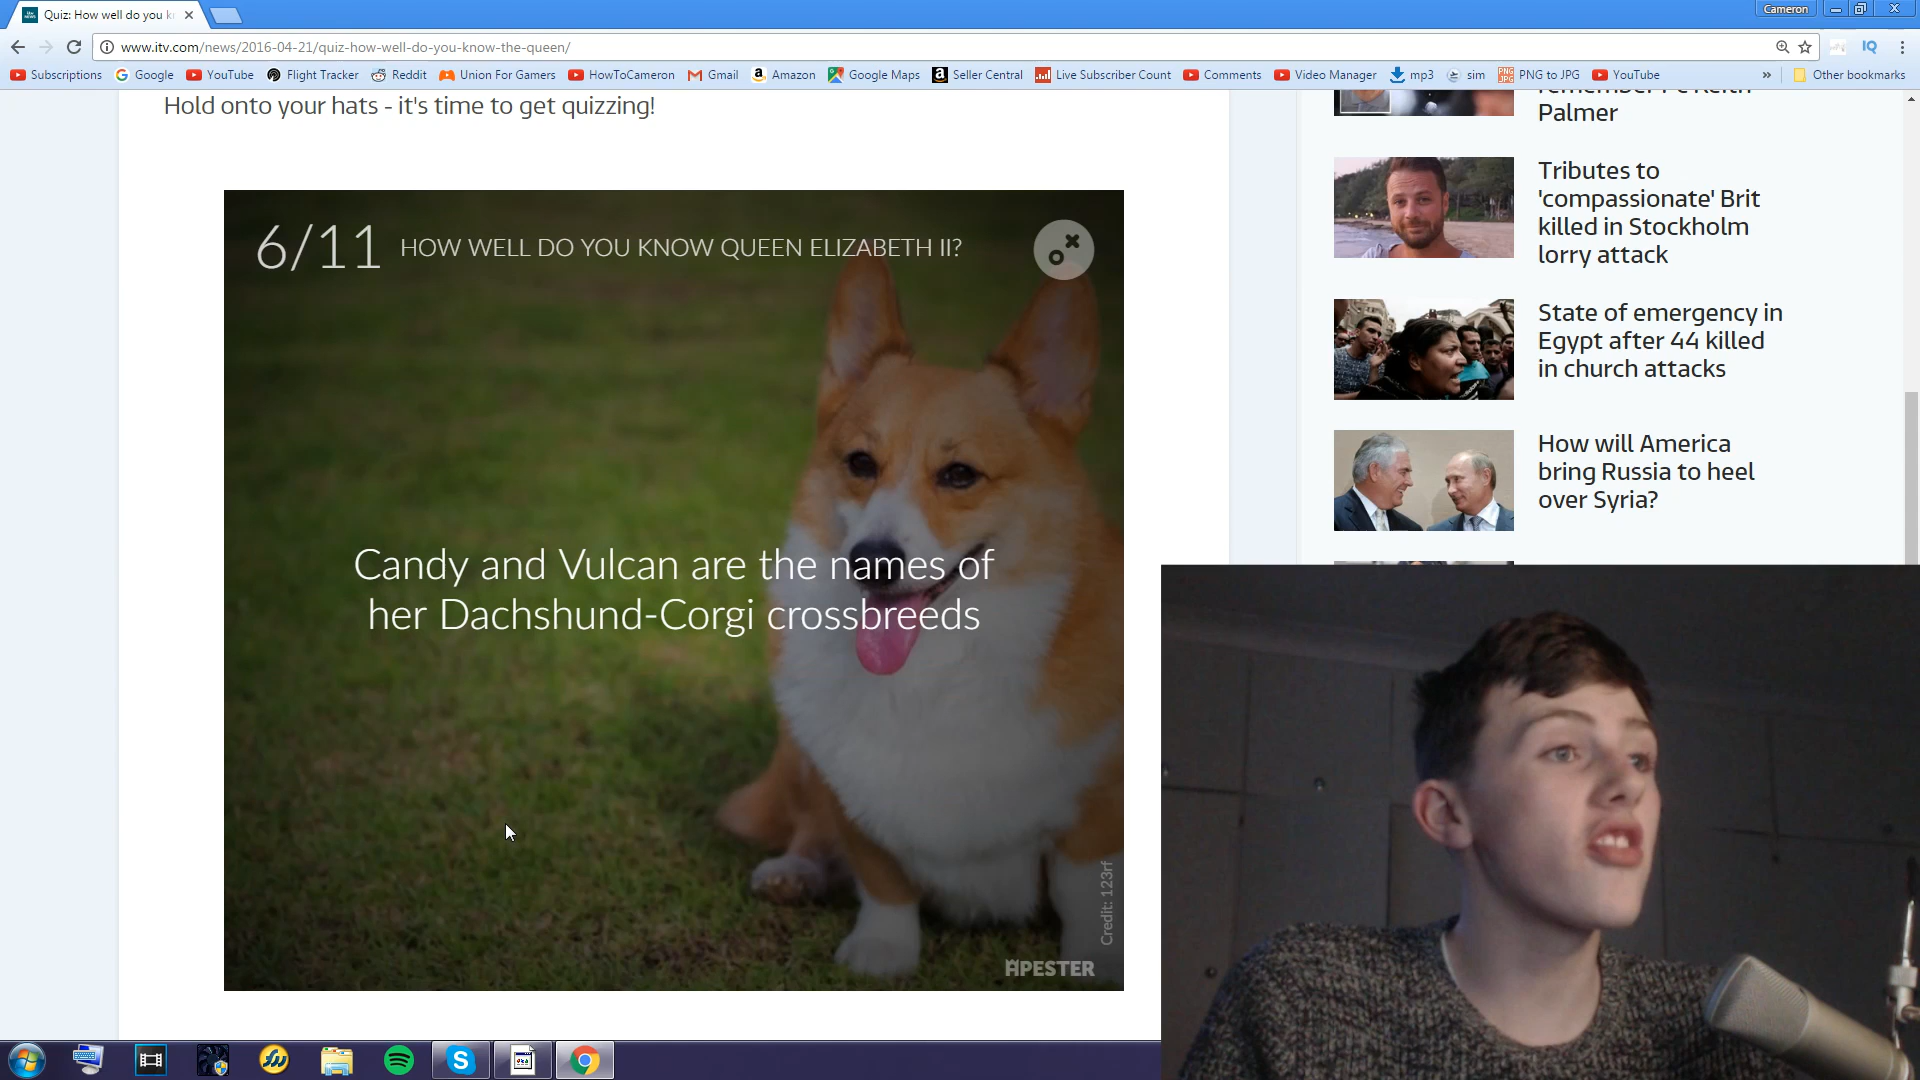 Quiz: How well do you k
Cameron
www.itv.com/news/2016-04-21/quiz-how-well-do-you-know-the-queen/
IQ
Subscriptions Google YouTube Flight Tracker Reddit Union For Gamers HowToCameron Gmail Amazon Google Maps Seller Central Live Subscriber Count Comments Video Manager mp3 sim PNG to JPG YouTube » Other bookmarks
Hold onto your hats - it's time to get quizzing!
6/11 HOW WELL DO YOU KNOW QUEEN ELIZABETH II?
Candy and Vulcan are the names of
her Dachshund-Corgi crossbreeds
Credit: 123rf
APESTER
Palmer
Tributes to
'compassionate' Brit
killed in Stockholm
lorry attack
State of emergency in
Egypt after 44 killed
in church attacks
How will America
bring Russia to heel
over Syria?